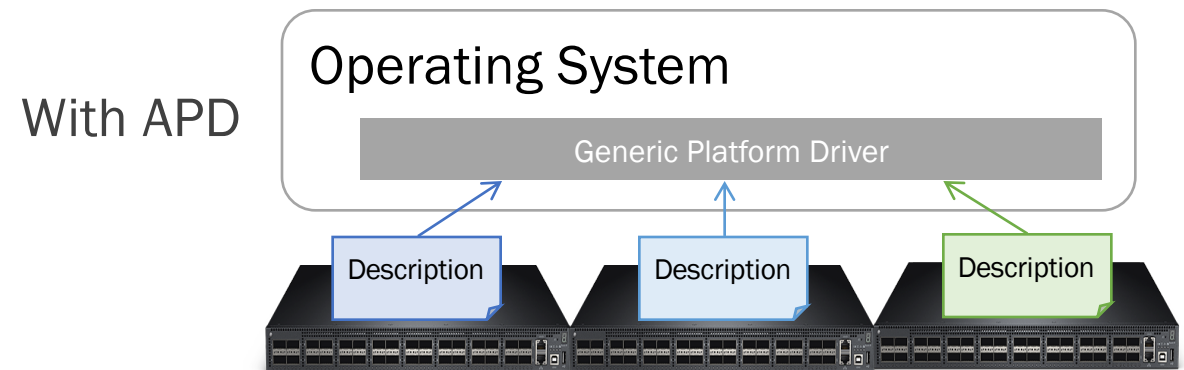 Operating System
With APD
Generic Platform Driver
Description
Description
Description